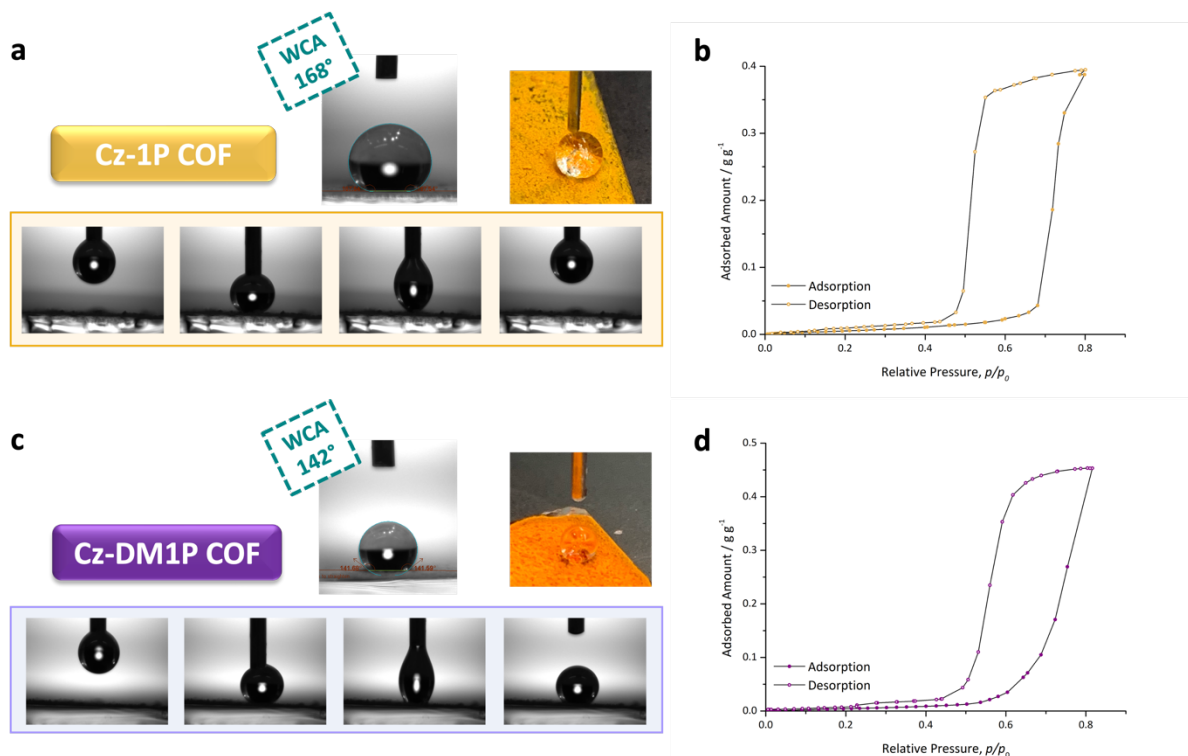 a
WCA
168°
Cz-1P COF
b
Adsorbed Amount / g g⁻¹
0.4
0.3
0.2
0.1
0.0
Adsorption
Desorption
0.0 0.2 0.4 0.6 0.8
Relative Pressure, p/p₀
c
WCA
142°
Cz-DM1P COF
d
Adsorbed Amount / g g⁻¹
0.5
0.4
0.3
0.2
0.1
0.0
Adsorption
Desorption
0.0 0.2 0.4 0.6 0.8
Relative Pressure, p/p₀